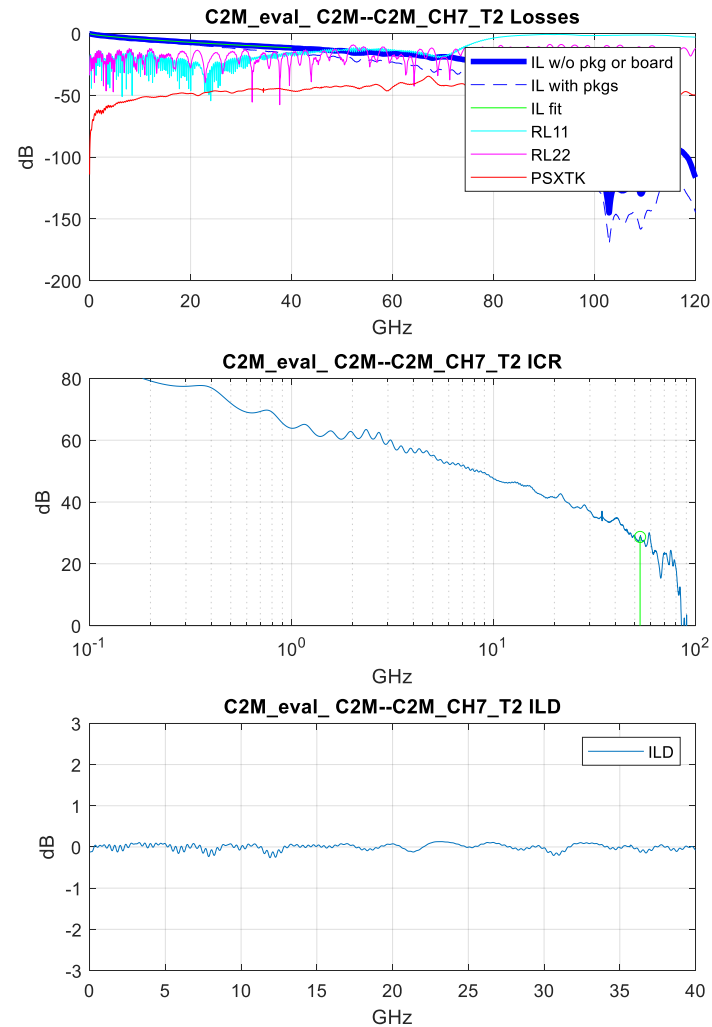 C2M_eval_ C2M--C2M_CH7_T2 Losses
0
-50
-100
-150
-200
dB
IL w/o pkg or board
IL with pkgs
IL fit
RL11
RL22
PSXTK
0 20 40 60 80 100 120
GHz
C2M_eval_ C2M--C2M_CH7_T2 ICR
80
60
40
20
0
dB
10^-1 10^0 10^1 10^2
GHz
C2M_eval_ C2M--C2M_CH7_T2 ILD
3
2
1
0
-1
-2
-3
dB
ILD
0 5 10 15 20 25 30 35 40
GHz